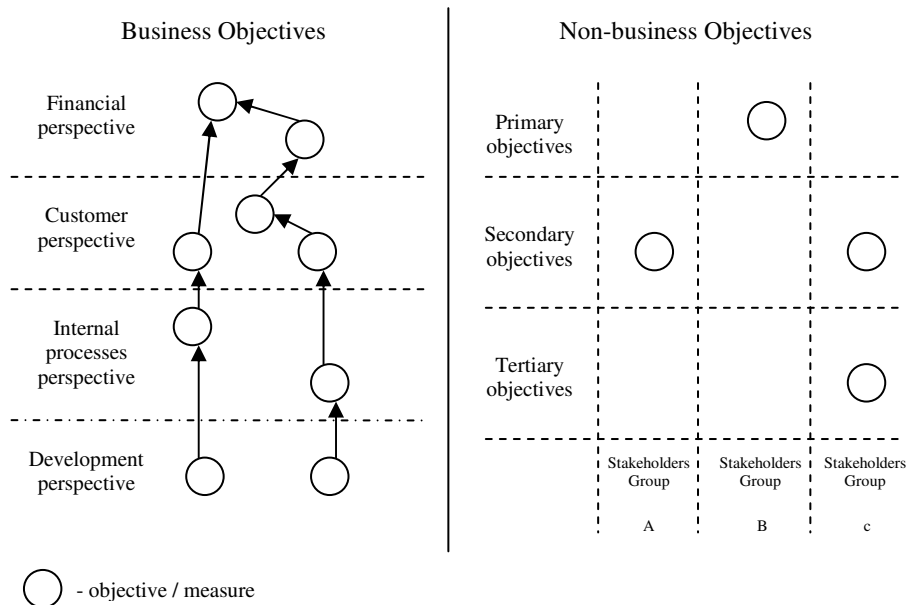 Business Objectives
Financial
perspective
Customer
perspective
Internal
processes
perspective
Development
perspective
Non-business Objectives
Primary
objectives
Secondary
objectives
Tertiary
objectives
Stakeholders
Group
A
Stakeholders
Group
B
Stakeholders
Group
c
- objective / measure